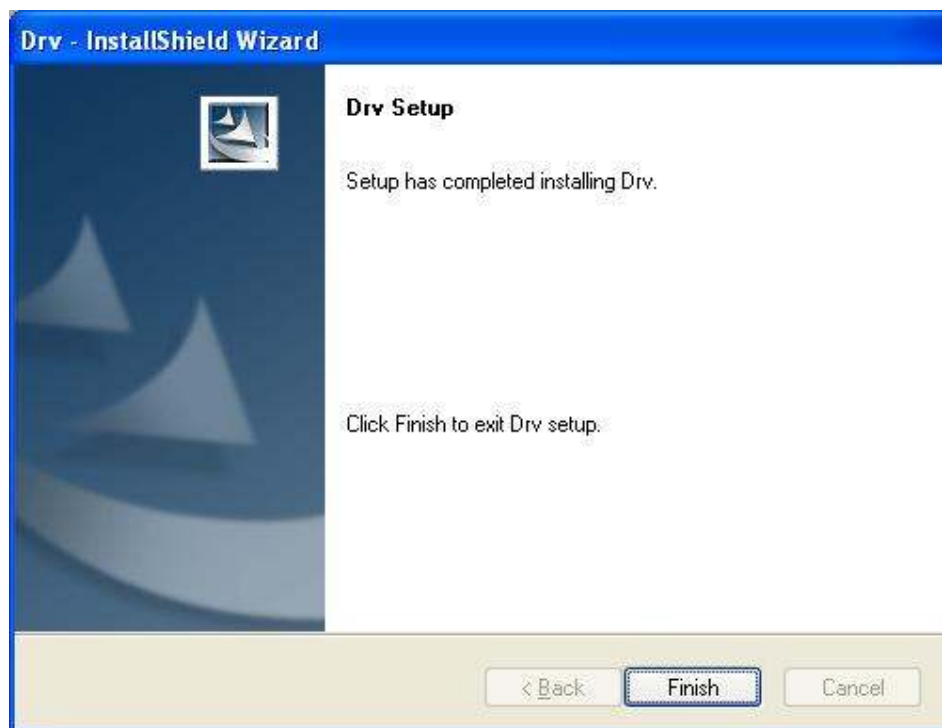 Drv - InstallShield Wizard
Drv Setup
Setup has completed installing Drv.
Click Finish to exit Drv setup.
< Back Finish Cancel